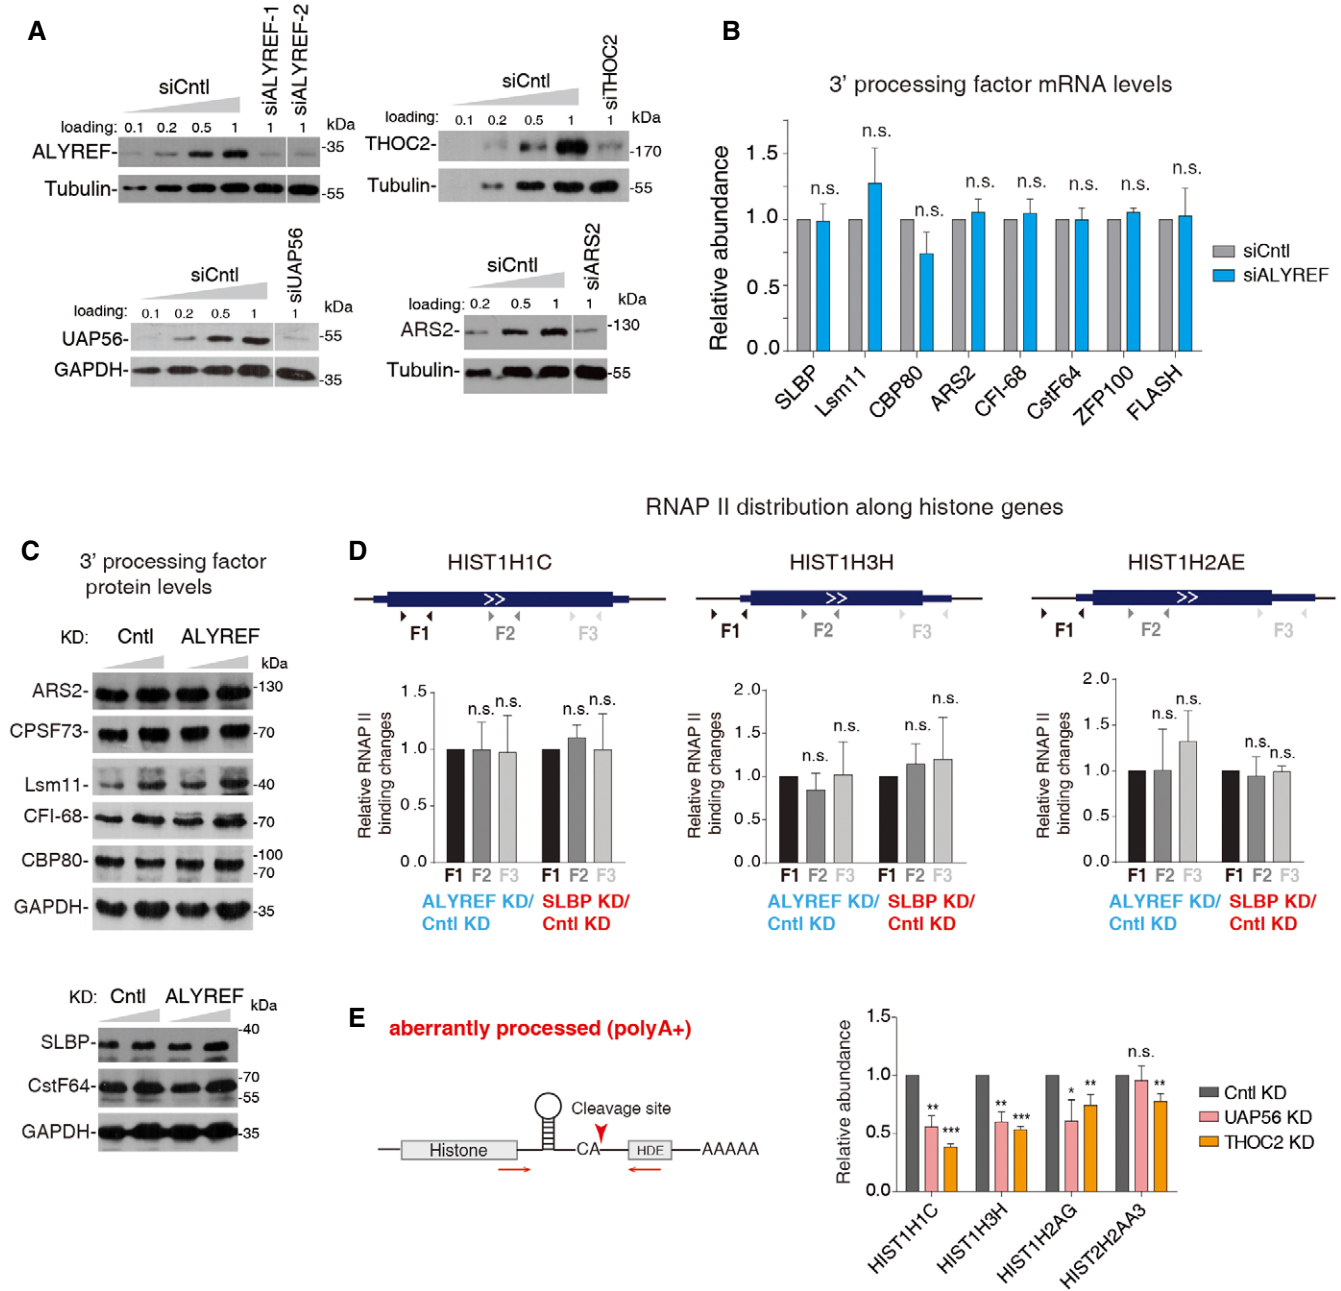 A
siCntl
siALYREF-1
siALYREF-2
loading: 0.1 0.2 0.5 1 1 1 kDa
ALYREF- -35
Tubulin- -55
siCntl
siTHOC2
loading: 0.1 0.2 0.5 1 1 kDa
THOC2- -170
Tubulin- -55
siCntl
siUAP56
loading: 0.1 0.2 0.5 1 1 kDa
UAP56- -55
GAPDH- -35
siCntl
siARS2
loading: 0.2 0.5 1 1 kDa
ARS2- -130
Tubulin- -55
B
3' processing factor mRNA levels
Relative abundance
1.5
1.0
0.5
0.0
n.s. n.s. n.s. n.s. n.s. n.s. n.s. n.s.
SLBP Lsm11 CBP80 ARS2 CFI-68 CstF64 ZFP100 FLASH
siCntl
siALYREF
C
3' processing factor
protein levels
KD: Cntl ALYREF
kDa
ARS2- -130
CPSF73- -70
Lsm11- -40
CFI-68- -70
CBP80- -100
-70
GAPDH- -35
KD: Cntl ALYREF
kDa
-40
SLBP-
CstF64- -70
-55
GAPDH- -35
RNAP II distribution along histone genes
D
HIST1H1C
>>
F1 F2 F3
Relative RNAP II
binding changes
1.5
1.0
0.5
0.0
n.s. n.s. n.s. n.s.
F1 F2 F3 F1 F2 F3
ALYREF KD/ SLBP KD/
Cntl KD Cntl KD
HIST1H3H
>>
F1 F2 F3
Relative RNAP II
binding changes
2.0
1.5
1.0
0.5
0.0
n.s. n.s. n.s. n.s.
F1 F2 F3 F1 F2 F3
ALYREF KD/ SLBP KD/
Cntl KD Cntl KD
HIST1H2AE
>>
F1 F2 F3
Relative RNAP II
binding changes
2.0
1.5
1.0
0.5
0.0
n.s. n.s. n.s. n.s.
F1 F2 F3 F1 F2 F3
ALYREF KD/ SLBP KD/
Cntl KD Cntl KD
E
aberrantly processed (polyA+)
Cleavage site
Histone CA HDE AAAAA
Relative abundance
1.5
1.0
0.5
0.0
** *** ** *** * ** n.s. **
HIST1H1C HIST1H3H HIST1H2AG HIST2H2AA3
Cntl KD
UAP56 KD
THOC2 KD